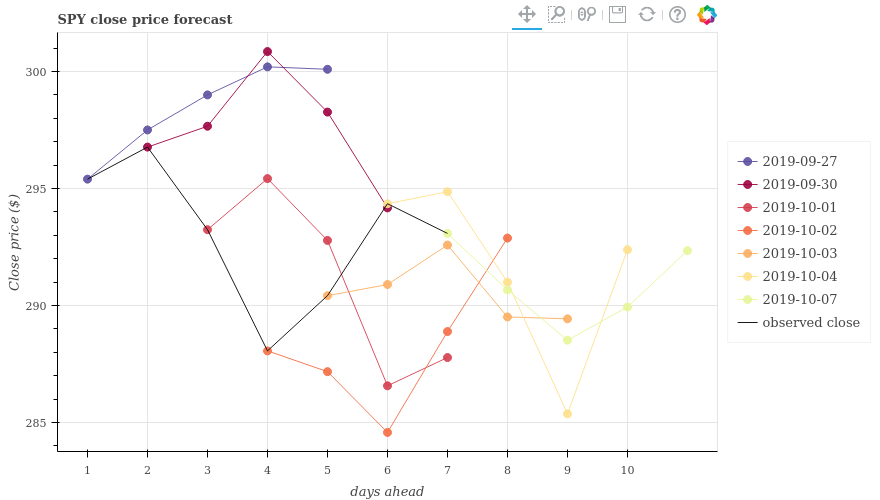 SPY close price forecast
300
295
290
285
Close price ($)
1 2 3 4 5 6 7 8 9 10
days ahead
2019-09-27
2019-09-30
2019-10-01
2019-10-02
2019-10-03
2019-10-04
2019-10-07
observed close